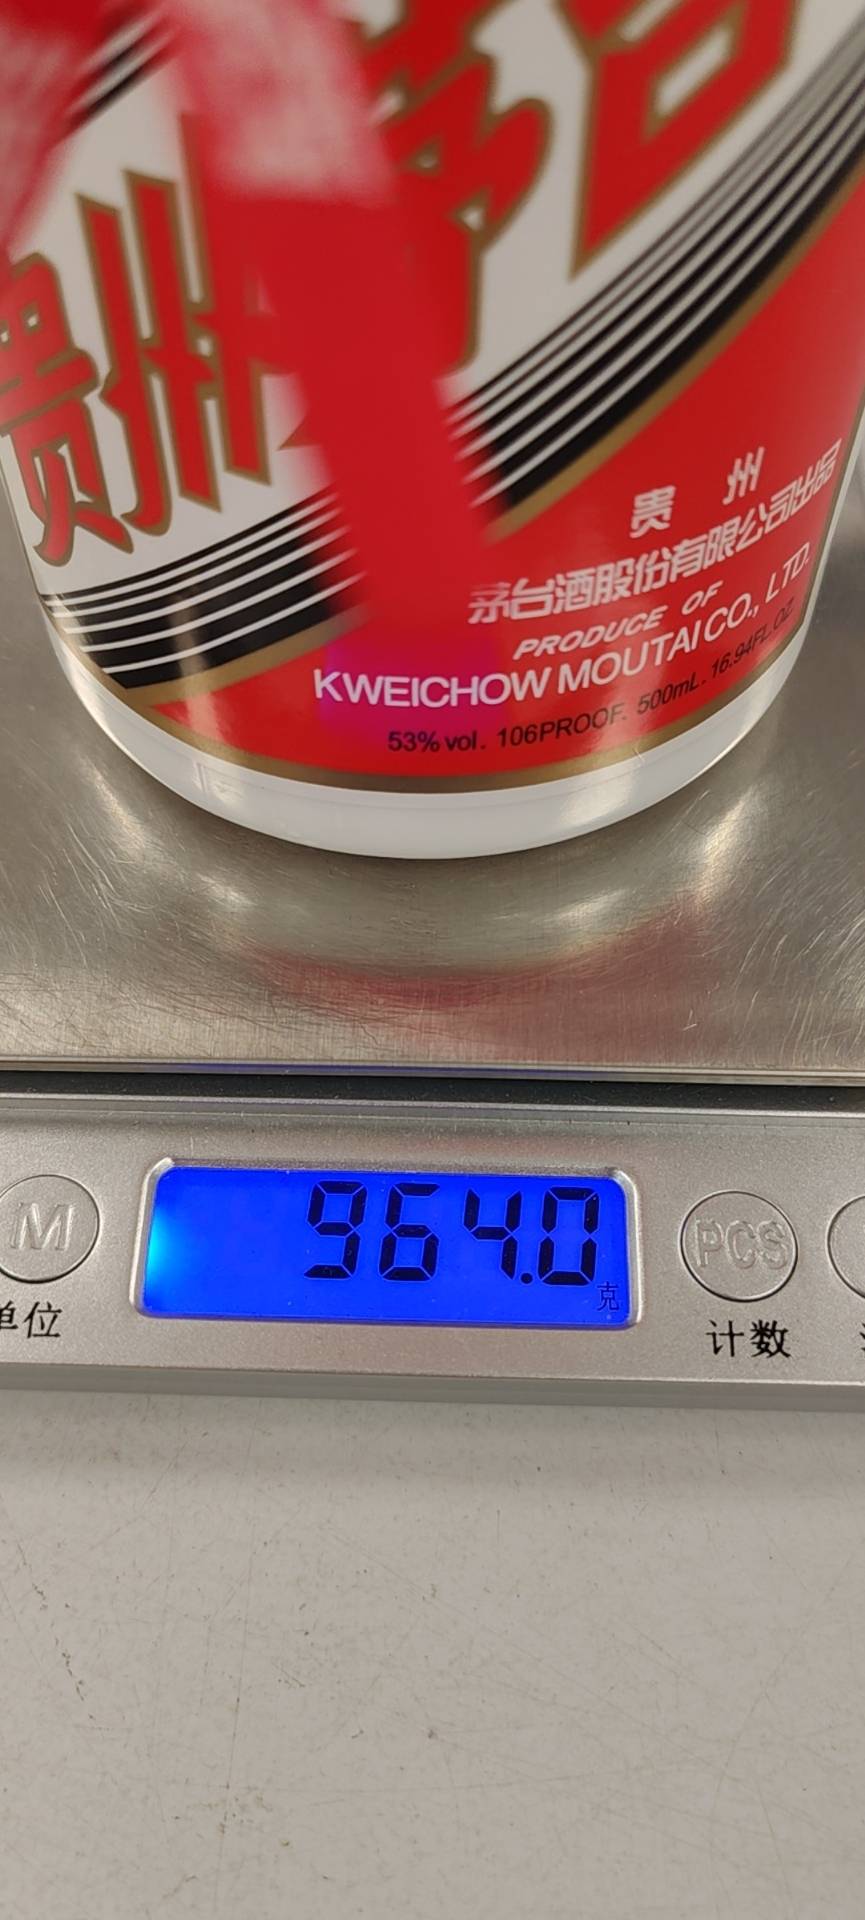 贵州茅台
贵 州
茅台酒股份有限公司出品
PRODUCE OF
KWEICHOW MOUTAI CO., LTD.
53% vol. 106PROOF. 500mL. 16.94FL.OZ
964.0
克
M
PCS
单位
计数